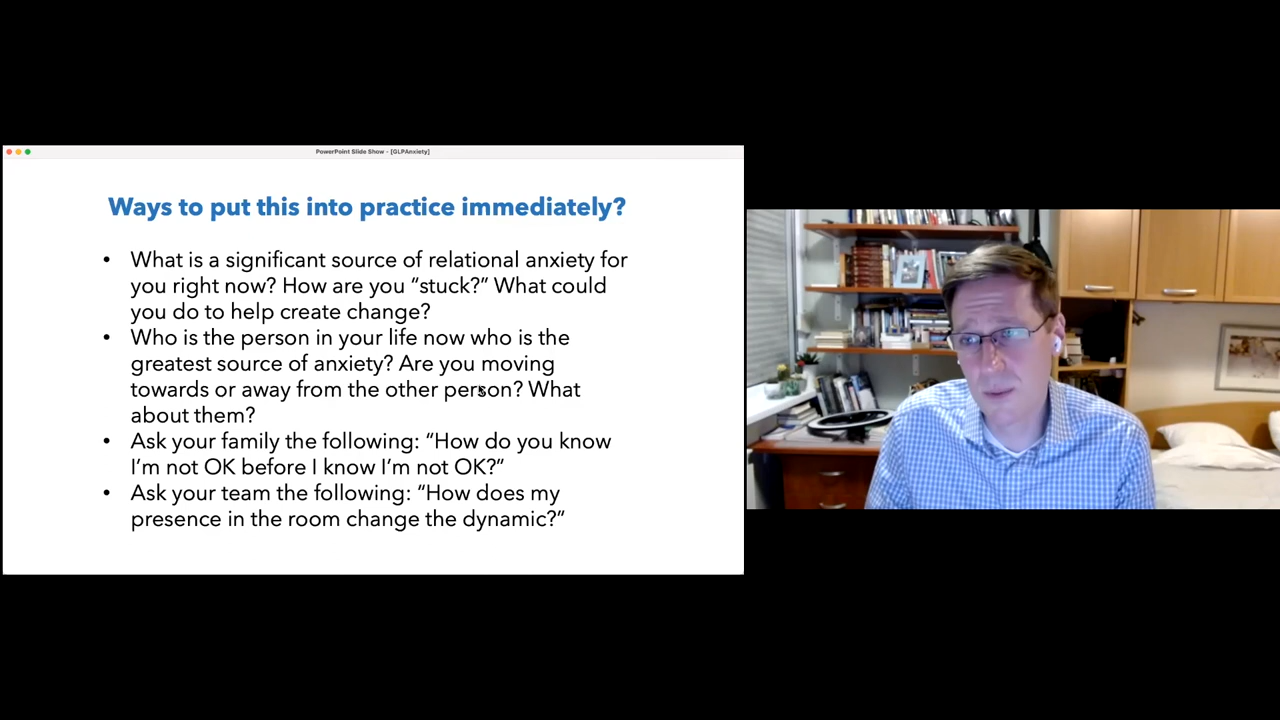 PowerPoint Slide Show - [GLPAnxiety]
Ways to put this into practice immediately?
• What is a significant source of relational anxiety for
you right now? How are you “stuck?” What could
you do to help create change?
• Who is the person in your life now who is the
greatest source of anxiety? Are you moving
towards or away from the other person? What
about them?
• Ask your family the following: “How do you know
I’m not OK before I know I’m not OK?”
• Ask your team the following: “How does my
presence in the room change the dynamic?”